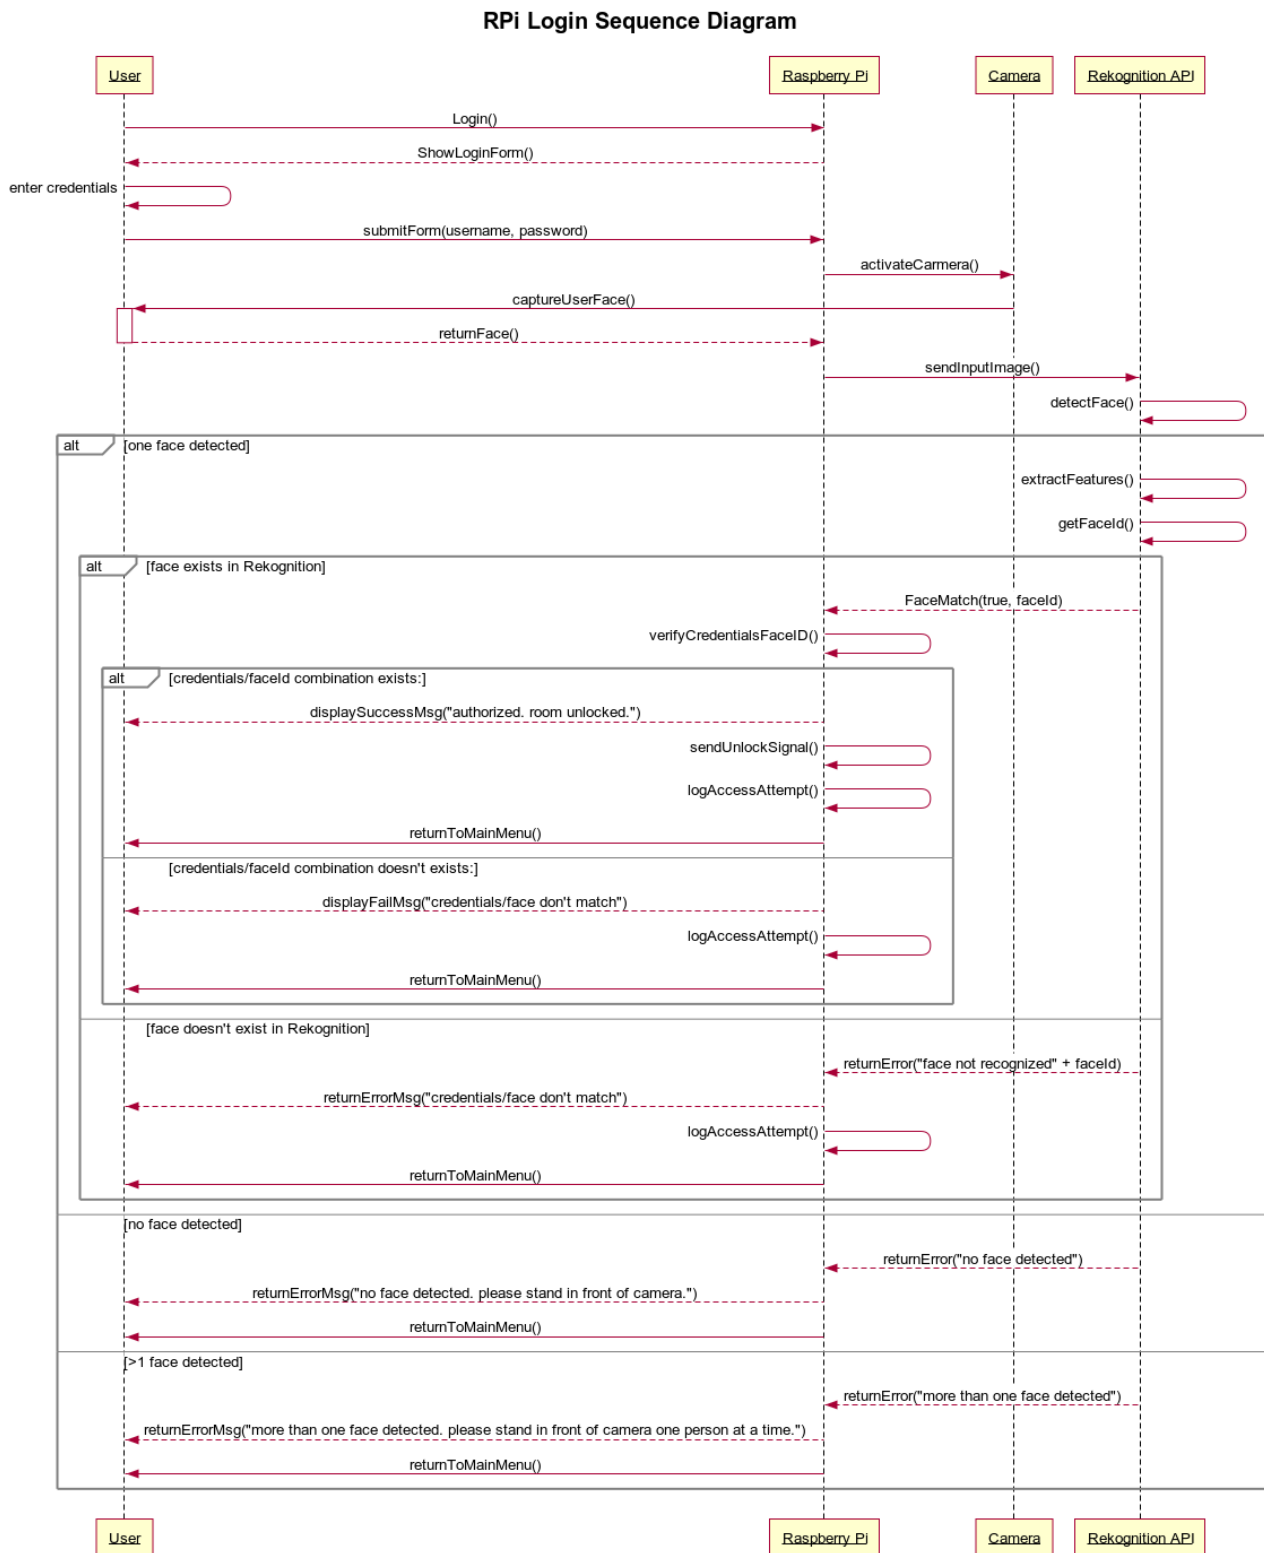 RPi Login Sequence Diagram
User
Raspberry Pi
Camera
Rekognition API
Login()
ShowLoginForm()
enter credentials
submitForm(username, password)
activateCarmera()
captureUserFace()
returnFace()
sendInputImage()
detectFace()
alt [one face detected]
extractFeatures()
getFaceId()
alt [face exists in Rekognition]
FaceMatch(true, faceId)
verifyCredentialsFaceID()
alt [credentials/faceId combination exists:]
displaySuccessMsg("authorized. room unlocked.")
sendUnlockSignal()
logAccessAttempt()
returnToMainMenu()
[credentials/faceId combination doesn't exists:]
displayFailMsg("credentials/face don't match")
logAccessAttempt()
returnToMainMenu()
[face doesn't exist in Rekognition]
returnError("face not recognized" + faceId)
returnErrorMsg("credentials/face don't match")
logAccessAttempt()
returnToMainMenu()
[no face detected]
returnError("no face detected")
returnErrorMsg("no face detected. please stand in front of camera.")
returnToMainMenu()
[>1 face detected]
returnError("more than one face detected")
returnErrorMsg("more than one face detected. please stand in front of camera one person at a time.")
returnToMainMenu()
User
Raspberry Pi
Camera
Rekognition API